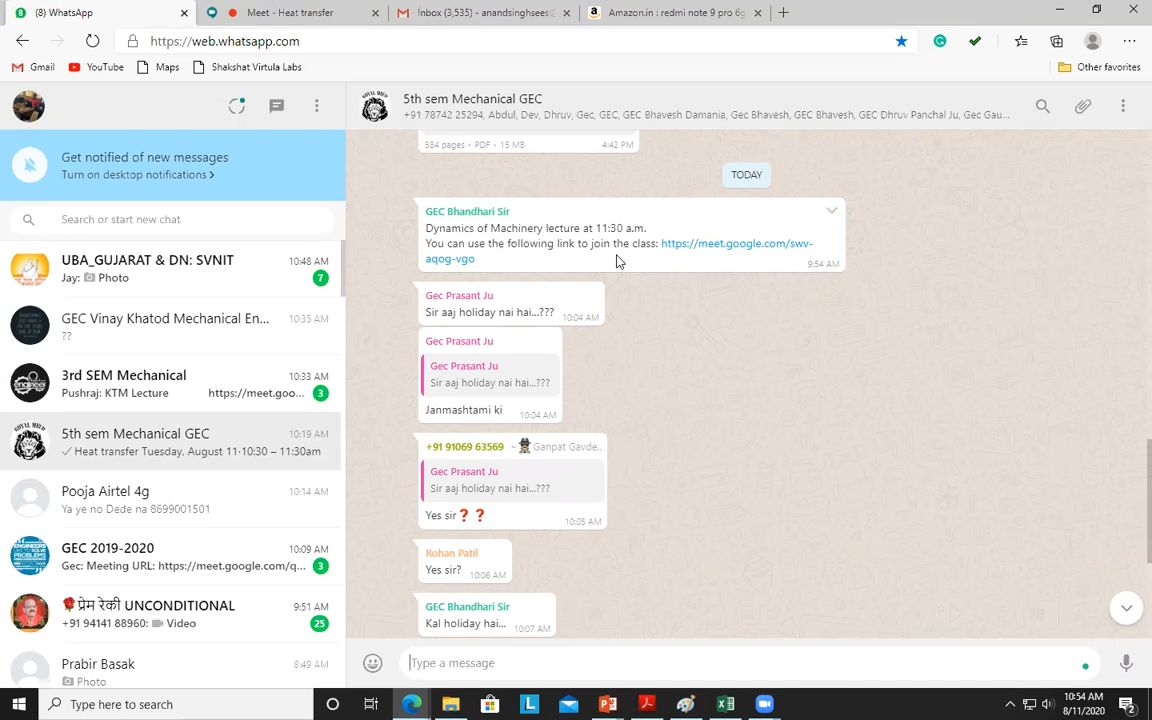 (8) WhatsApp
Meet - Heat transfer
Inbox (3,535) - anandsinghsees
Amazon.in : redmi note 9 pro 6g
https://web.whatsapp.com
Gmail
YouTube
Maps
Shakshat Virtula Labs
Other favorites
5th sem Mechanical GEC
+91 78742 25294, Abdul, Dev, Dhruv, Gec, GEC, GEC Bhavesh Damania, Gec Bhavesh, GEC Bhavesh, GEC Dhruv Panchal Ju, Gec Gau...
Get notified of new messages
Turn on desktop notifications
Search or start new chat
UBA_GUJARAT & DN: SVNIT
10:48 AM
Jay: Photo
7
GEC Vinay Khatod Mechanical En...
10:35 AM
??
3rd SEM Mechanical
10:33 AM
Pushraj: KTM Lecture https://meet.goo...
3
5th sem Mechanical GEC
10:19 AM
Heat transfer Tuesday, August 11·10:30 – 11:30am
Pooja Airtel 4g
10:14 AM
Ya ye no Dede na 8699001501
GEC 2019-2020
10:09 AM
Gec: Meeting URL: https://meet.google.com/q...
3
🌹प्रेम रेकी UNCONDITIONAL
9:51 AM
+91 94141 88960: Video
25
Prabir Basak
8:49 AM
Photo
584 pages • PDF • 15 MB
4:42 PM
TODAY
GEC Bhandhari Sir
Dynamics of Machinery lecture at 11:30 a.m.
You can use the following link to join the class: https://meet.google.com/swv-
aqog-vgo
9:54 AM
Gec Prasant Ju
Sir aaj holiday nai hai...???
10:04 AM
Gec Prasant Ju
Gec Prasant Ju
Sir aaj holiday nai hai...???
Janmashtami ki
10:04 AM
+91 91069 63569 ~ Ganpat Gavde..
Gec Prasant Ju
Sir aaj holiday nai hai...???
Yes sir❓❓
10:05 AM
Rohan Patil
Yes sir?
10:06 AM
GEC Bhandhari Sir
Kal holiday hai...
10:07 AM
Type a message
Type here to search
10:54 AM
8/11/2020
2